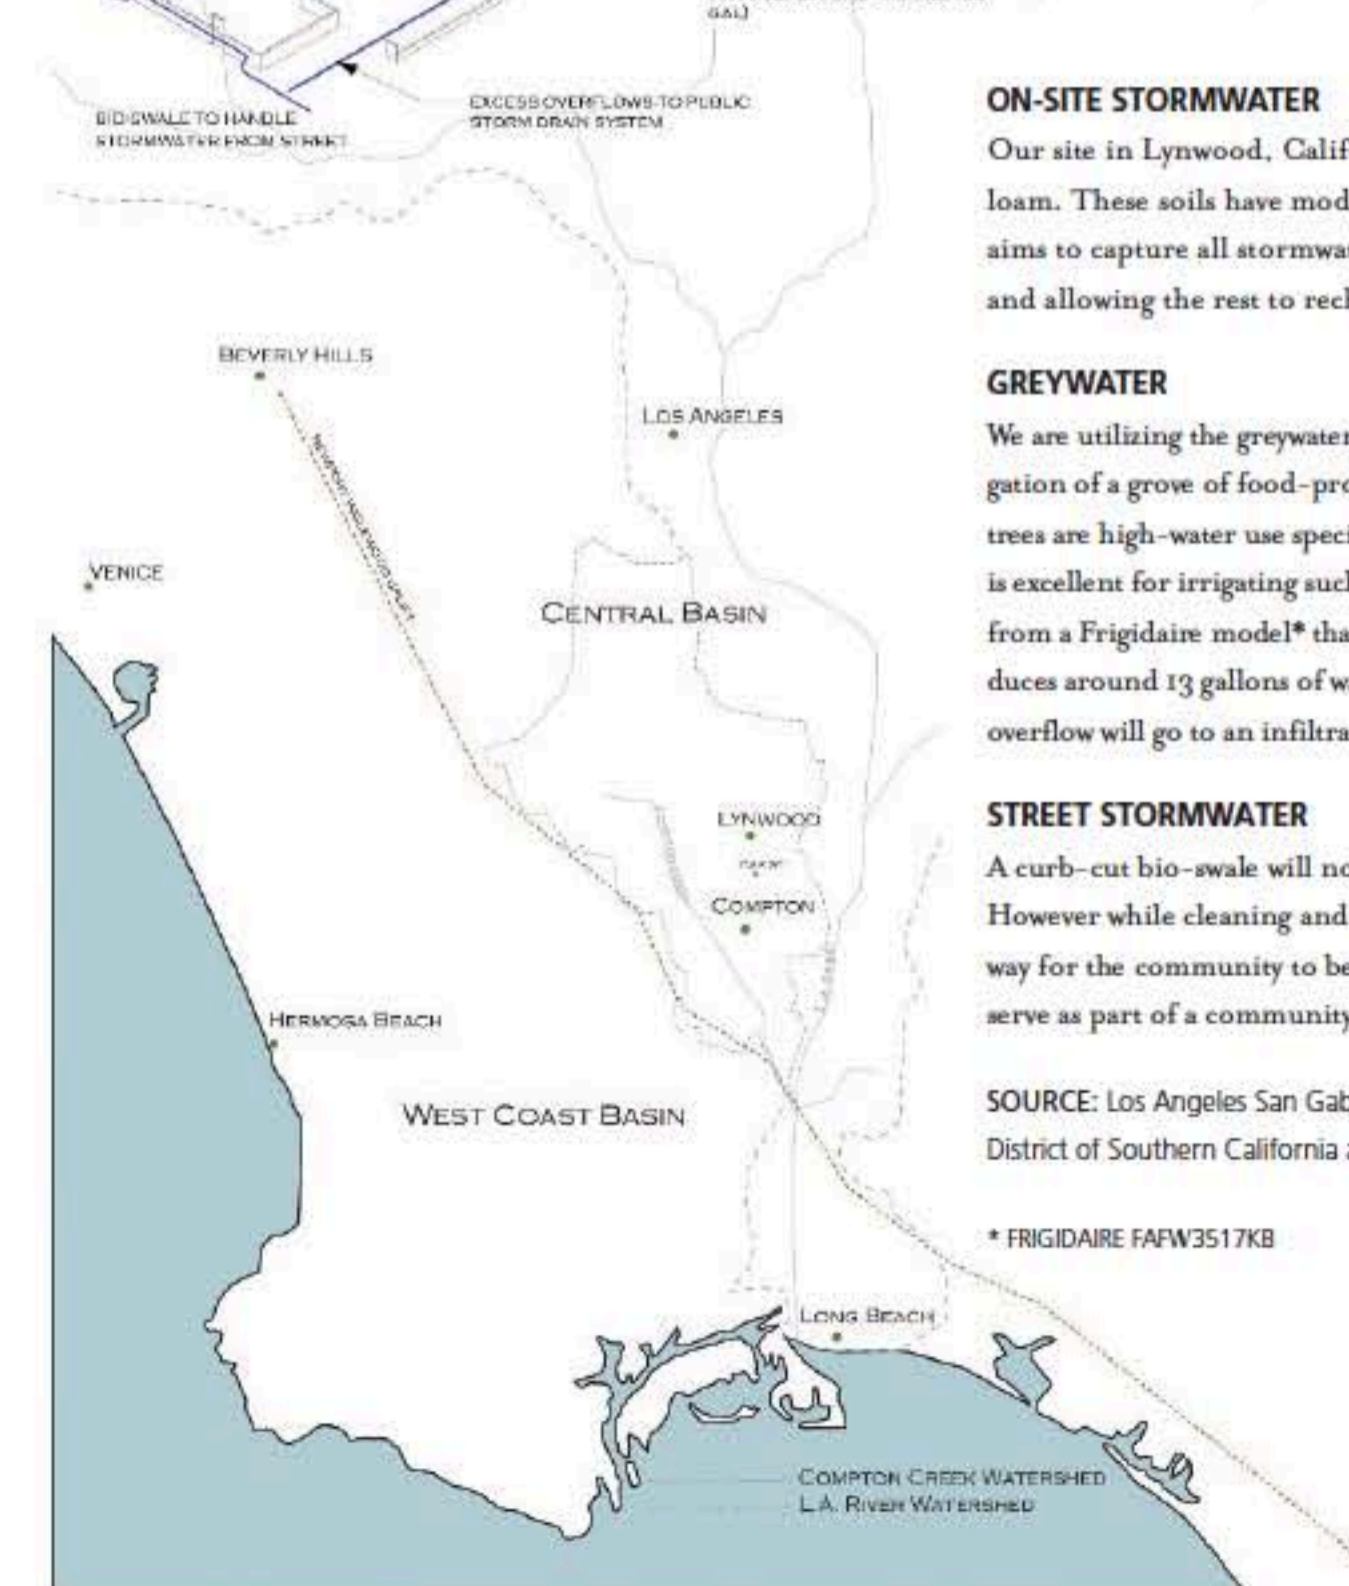 GAL)
BIO-SWALE TO HANDLE
STORMWATER FROM STREET
EXCESS OVERFLOWS TO PUBLIC
STORM DRAIN SYSTEM
BEVERLY HILLS
LOS ANGELES
NEWPORT INGLEWOOD UPLIFT
VENICE
CENTRAL BASIN
LYNWOOD
COMPTON
HERMOSA BEACH
WEST COAST BASIN
LONG BEACH
COMPTON CREEK WATERSHED
L.A. RIVER WATERSHED
ON-SITE STORMWATER
Our site in Lynwood, Calif
loam. These soils have mod
aims to capture all stormwa
and allowing the rest to rec
GREYWATER
We are utilizing the greywater
gation of a grove of food-pro
trees are high-water use speci
is excellent for irrigating suc
from a Frigidaire model* tha
duces around 13 gallons of w
overflow will go to an infiltra
STREET STORMWATER
A curb-cut bio-swale will no
However while cleaning and
way for the community to be
serve as part of a community
SOURCE: Los Angeles San Gab
District of Southern California a
* FRIGIDAIRE FAFW3517KB